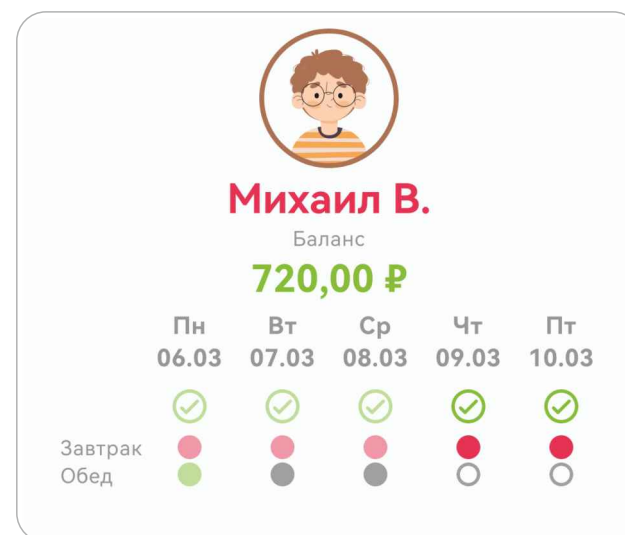 Михаил В.
Баланс
720,00 ₽
Пн Вт Ср Чт Пт
06.03 07.03 08.03 09.03 10.03
Завтрак
Обед